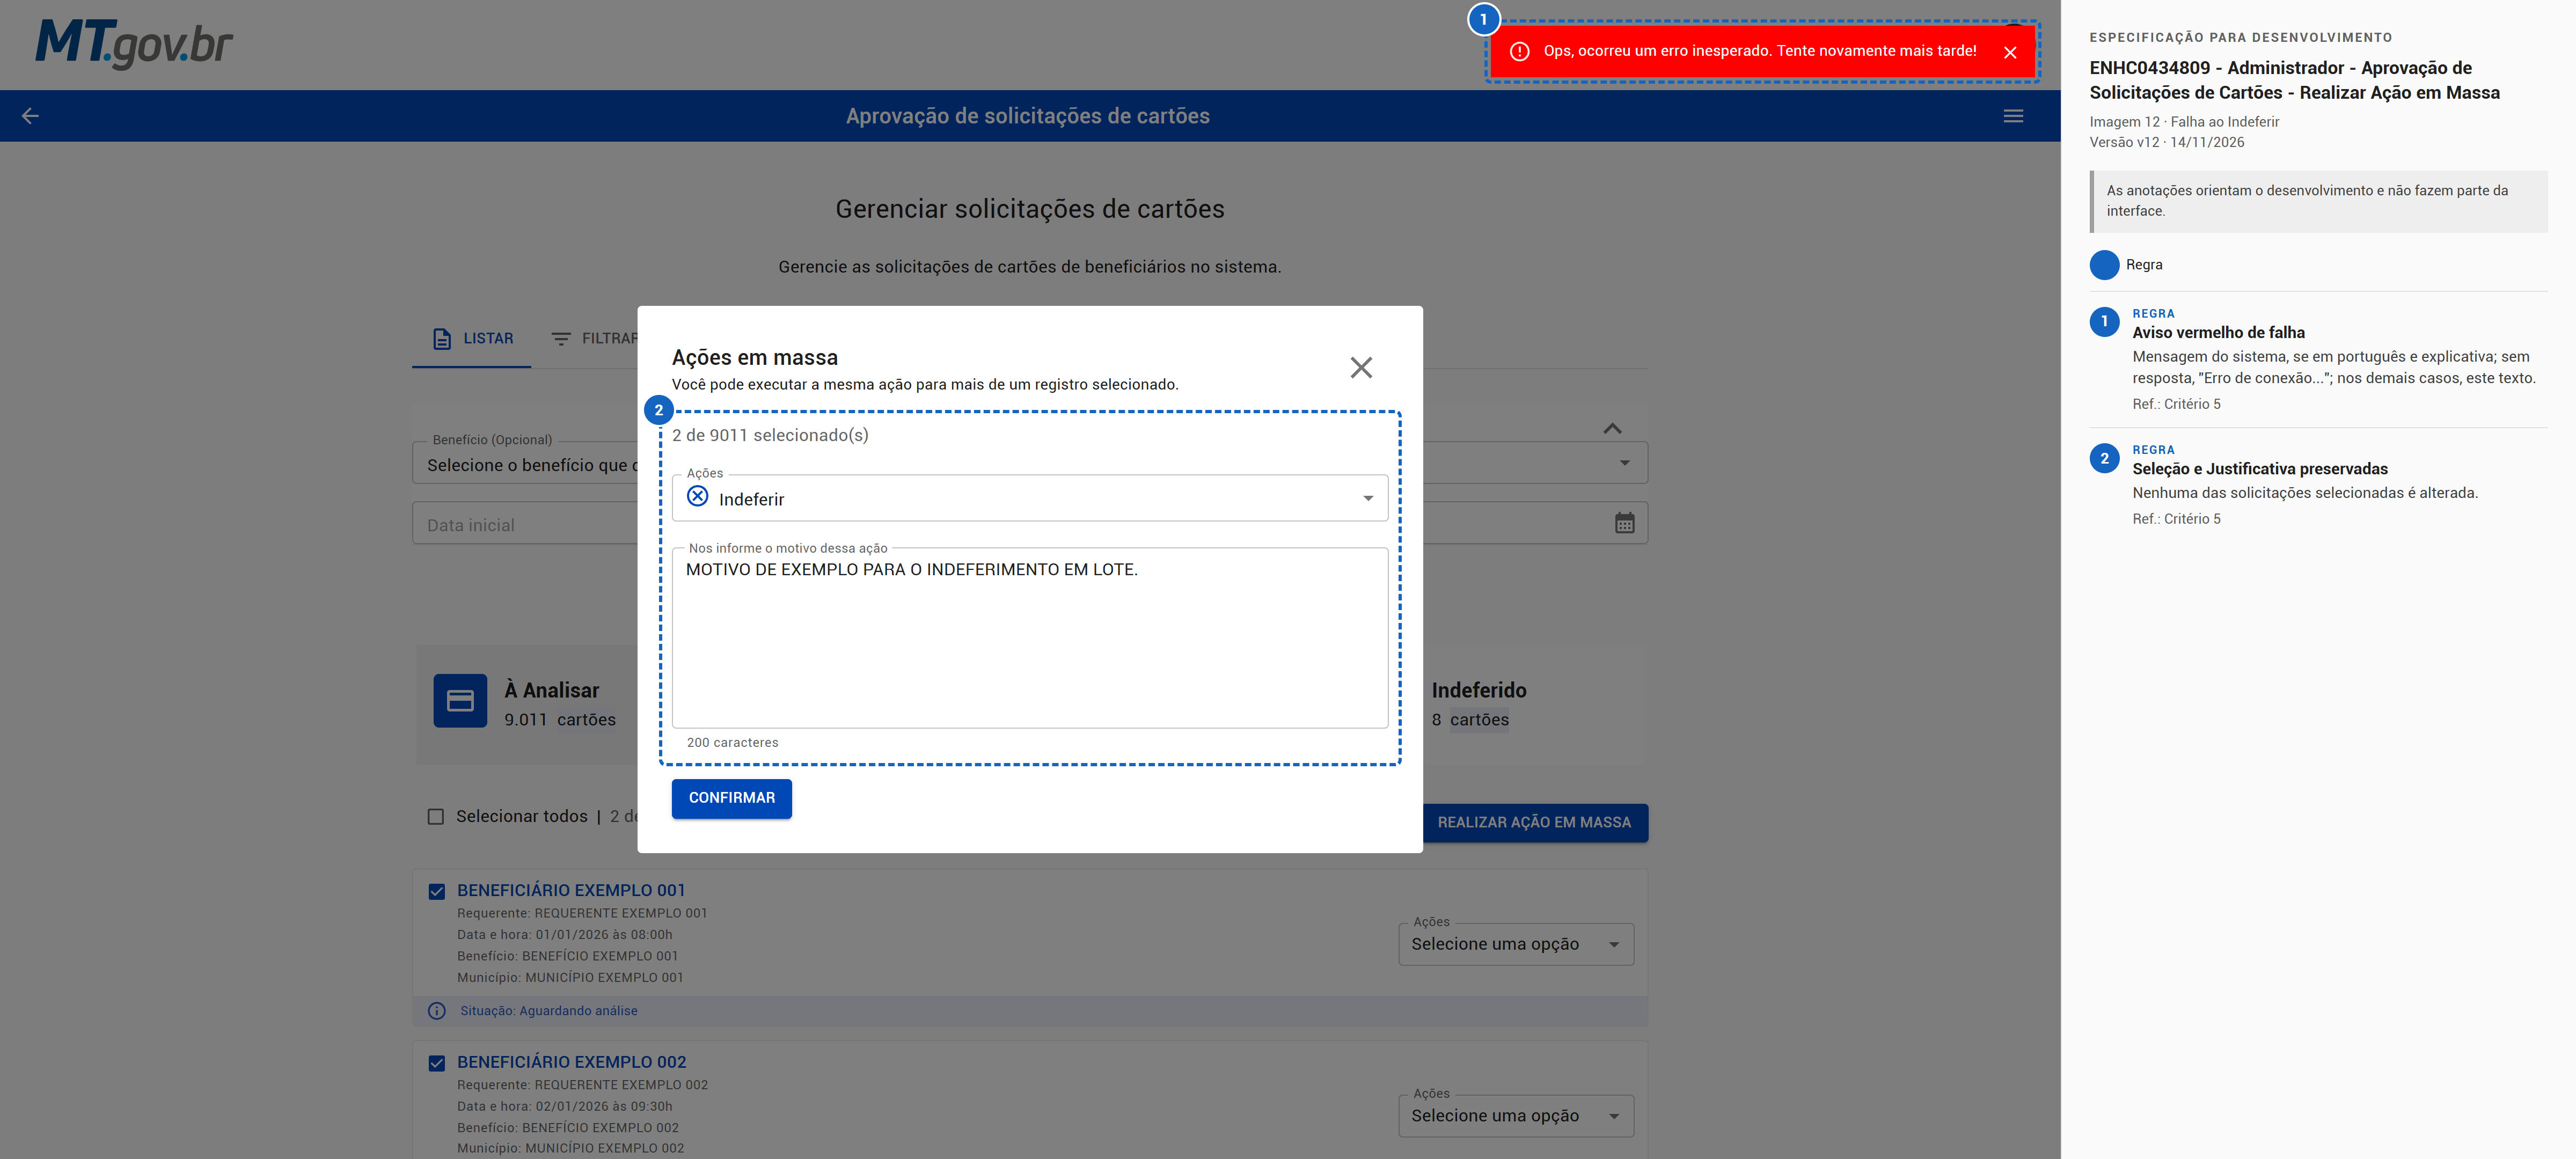 MT.gov.br
1
Ops, ocorreu um erro inesperado. Tente novamente mais tarde!
Aprovação de solicitações de cartões
Gerenciar solicitações de cartões
Gerencie as solicitações de cartões de beneficiários no sistema.
LISTAR
FILTRAR
Benefício (Opcional)
Selecione o benefício que
Data inicial
À Analisar
9.011 cartões
Indeferido
8 cartões
Selecionar todos | 2 de
REALIZAR AÇÃO EM MASSA
Ações em massa
Você pode executar a mesma ação para mais de um registro selecionado.
2
2 de 9011 selecionado(s)
Ações
Indeferir
Nos informe o motivo dessa ação
MOTIVO DE EXEMPLO PARA O INDEFERIMENTO EM LOTE.
200 caracteres
CONFIRMAR
BENEFICIÁRIO EXEMPLO 001
Requerente: REQUERENTE EXEMPLO 001
Data e hora: 01/01/2026 às 08:00h
Benefício: BENEFÍCIO EXEMPLO 001
Município: MUNICÍPIO EXEMPLO 001
Ações
Selecione uma opção
Situação: Aguardando análise
BENEFICIÁRIO EXEMPLO 002
Requerente: REQUERENTE EXEMPLO 002
Data e hora: 02/01/2026 às 09:30h
Benefício: BENEFÍCIO EXEMPLO 002
Município: MUNICÍPIO EXEMPLO 002
Ações
Selecione uma opção
ESPECIFICAÇÃO PARA DESENVOLVIMENTO
ENHC0434809 - Administrador - Aprovação de
Solicitações de Cartões - Realizar Ação em Massa
Imagem 12 · Falha ao Indeferir
Versão v12 · 14/11/2026
As anotações orientam o desenvolvimento e não fazem parte da
interface.
Regra
1
REGRA
Aviso vermelho de falha
Mensagem do sistema, se em português e explicativa; sem
resposta, "Erro de conexão..."; nos demais casos, este texto.
Ref.: Critério 5
2
REGRA
Seleção e Justificativa preservadas
Nenhuma das solicitações selecionadas é alterada.
Ref.: Critério 5